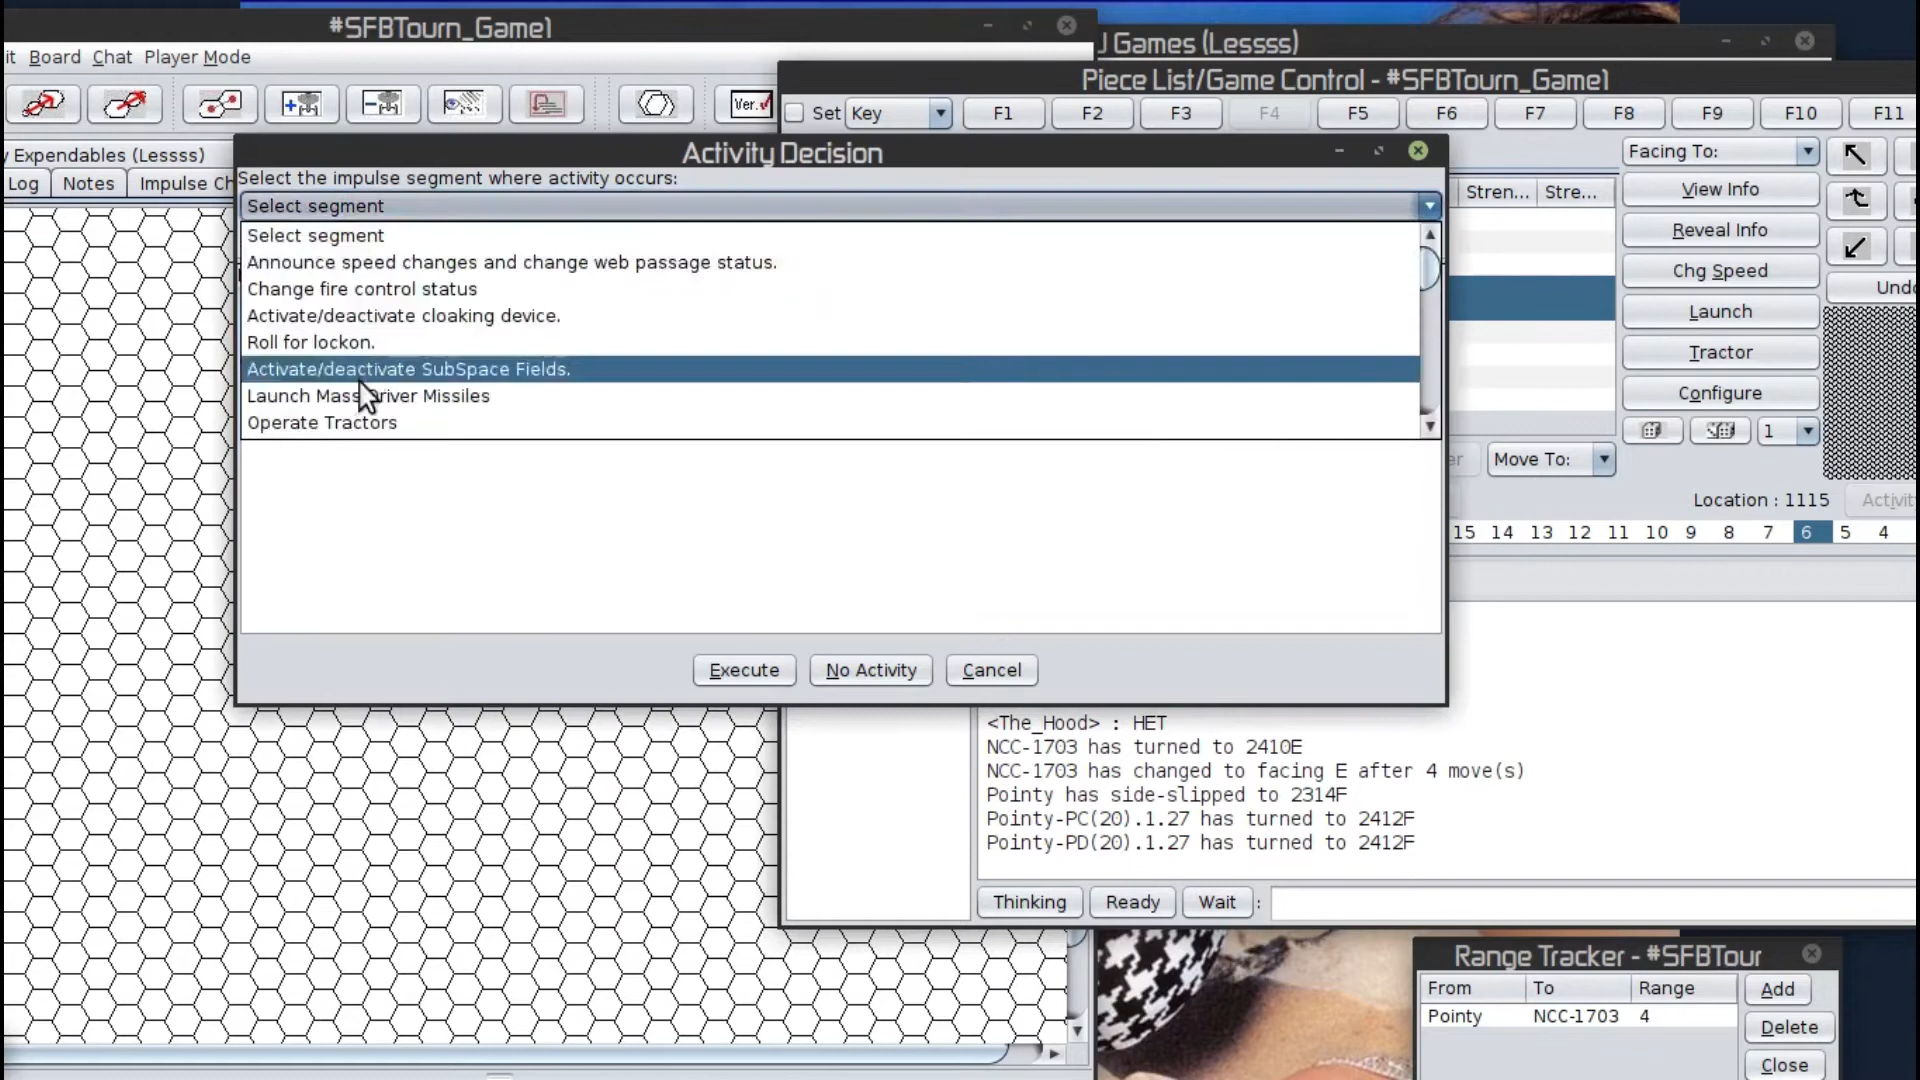 #SFBTourn_Game1
J Games (Lessss)
it Board Chat Player Mode
Piece List/Game Control - #SFBTourn_Game1
Ver.
Set Key F1 F2 F3 F4 F5 F6 F7 F8 F9 F10 F11
y Expendables (Lessss)
Log Notes Impulse Ch
Activity Decision
Select the impulse segment where activity occurs:
Select segment
Select segment
Announce speed changes and change web passage status.
Change fire control status
Activate/deactivate cloaking device.
Roll for lockon.
Activate/deactivate SubSpace Fields.
Launch Mass Driver Missiles
Operate Tractors
Execute No Activity Cancel
Facing To:
Stren... Stre...
View Info
Reveal Info
Chg Speed
Undo
Launch
Tractor
Configure
1
er Move To:
Location : 1115 Activit
15 14 13 12 11 10 9 8 7 6 5 4
<The_Hood> : HET
NCC-1703 has turned to 2410E
NCC-1703 has changed to facing E after 4 move(s)
Pointy has side-slipped to 2314F
Pointy-PC(20).1.27 has turned to 2412F
Pointy-PD(20).1.27 has turned to 2412F
Thinking Ready Wait :
Range Tracker - #SFBTour
From To Range Add
Pointy NCC-1703 4
Delete
Close